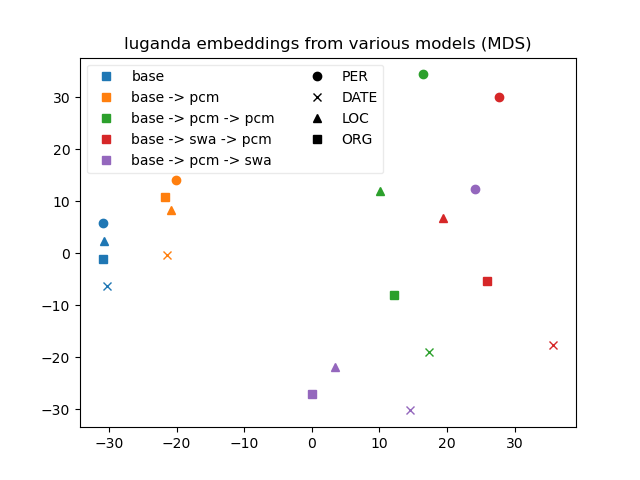 luganda embeddings from various models (MDS)
base
base -> pcm
base -> pcm -> pcm
base -> swa -> pcm
base -> pcm -> swa
PER
DATE
LOC
ORG
30
20
10
0
−10
−20
−30
−30 −20 −10 0 10 20 30